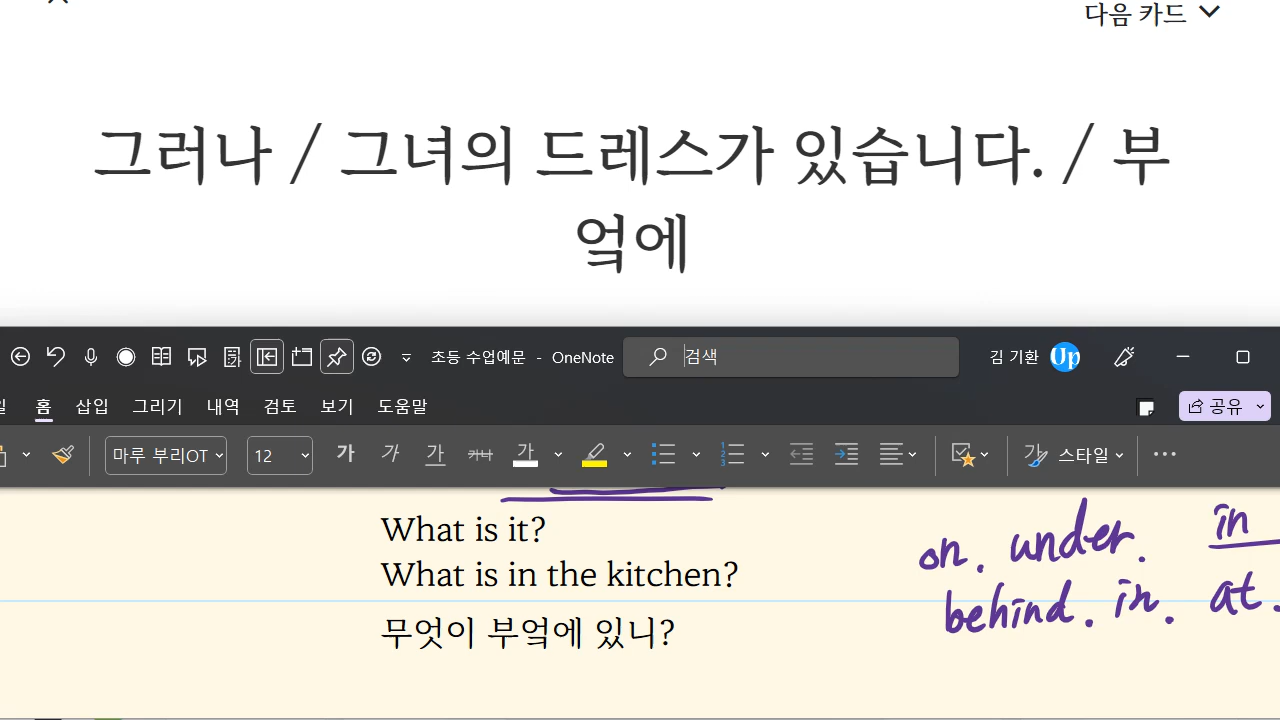 다음 카드
그러나 / 그녀의 드레스가 있습니다. / 부
엌에
초등 수업예문 - OneNote
검색
김 기환
Up
홈 삽입 그리기 내역 검토 보기 도움말
공유
마루 부리OT 12 가 가 가 가나 가 스타일
What is it?
What is in the kitchen?
무엇이 부엌에 있니?
on. under. in
behind. in. at.